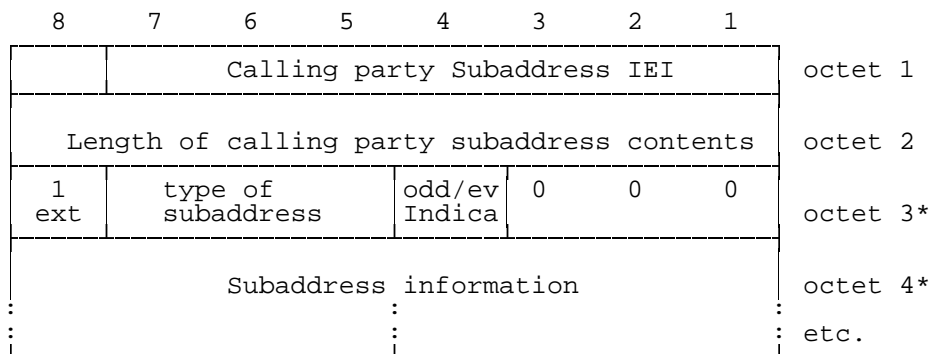 8 7 6 5 4 3 2 1
Calling party Subaddress IEI octet 1
Length of calling party subaddress contents octet 2
1 type of odd/ev 0 0 0
ext subaddress Indica octet 3*
Subaddress information octet 4*
: : :
: : : etc.